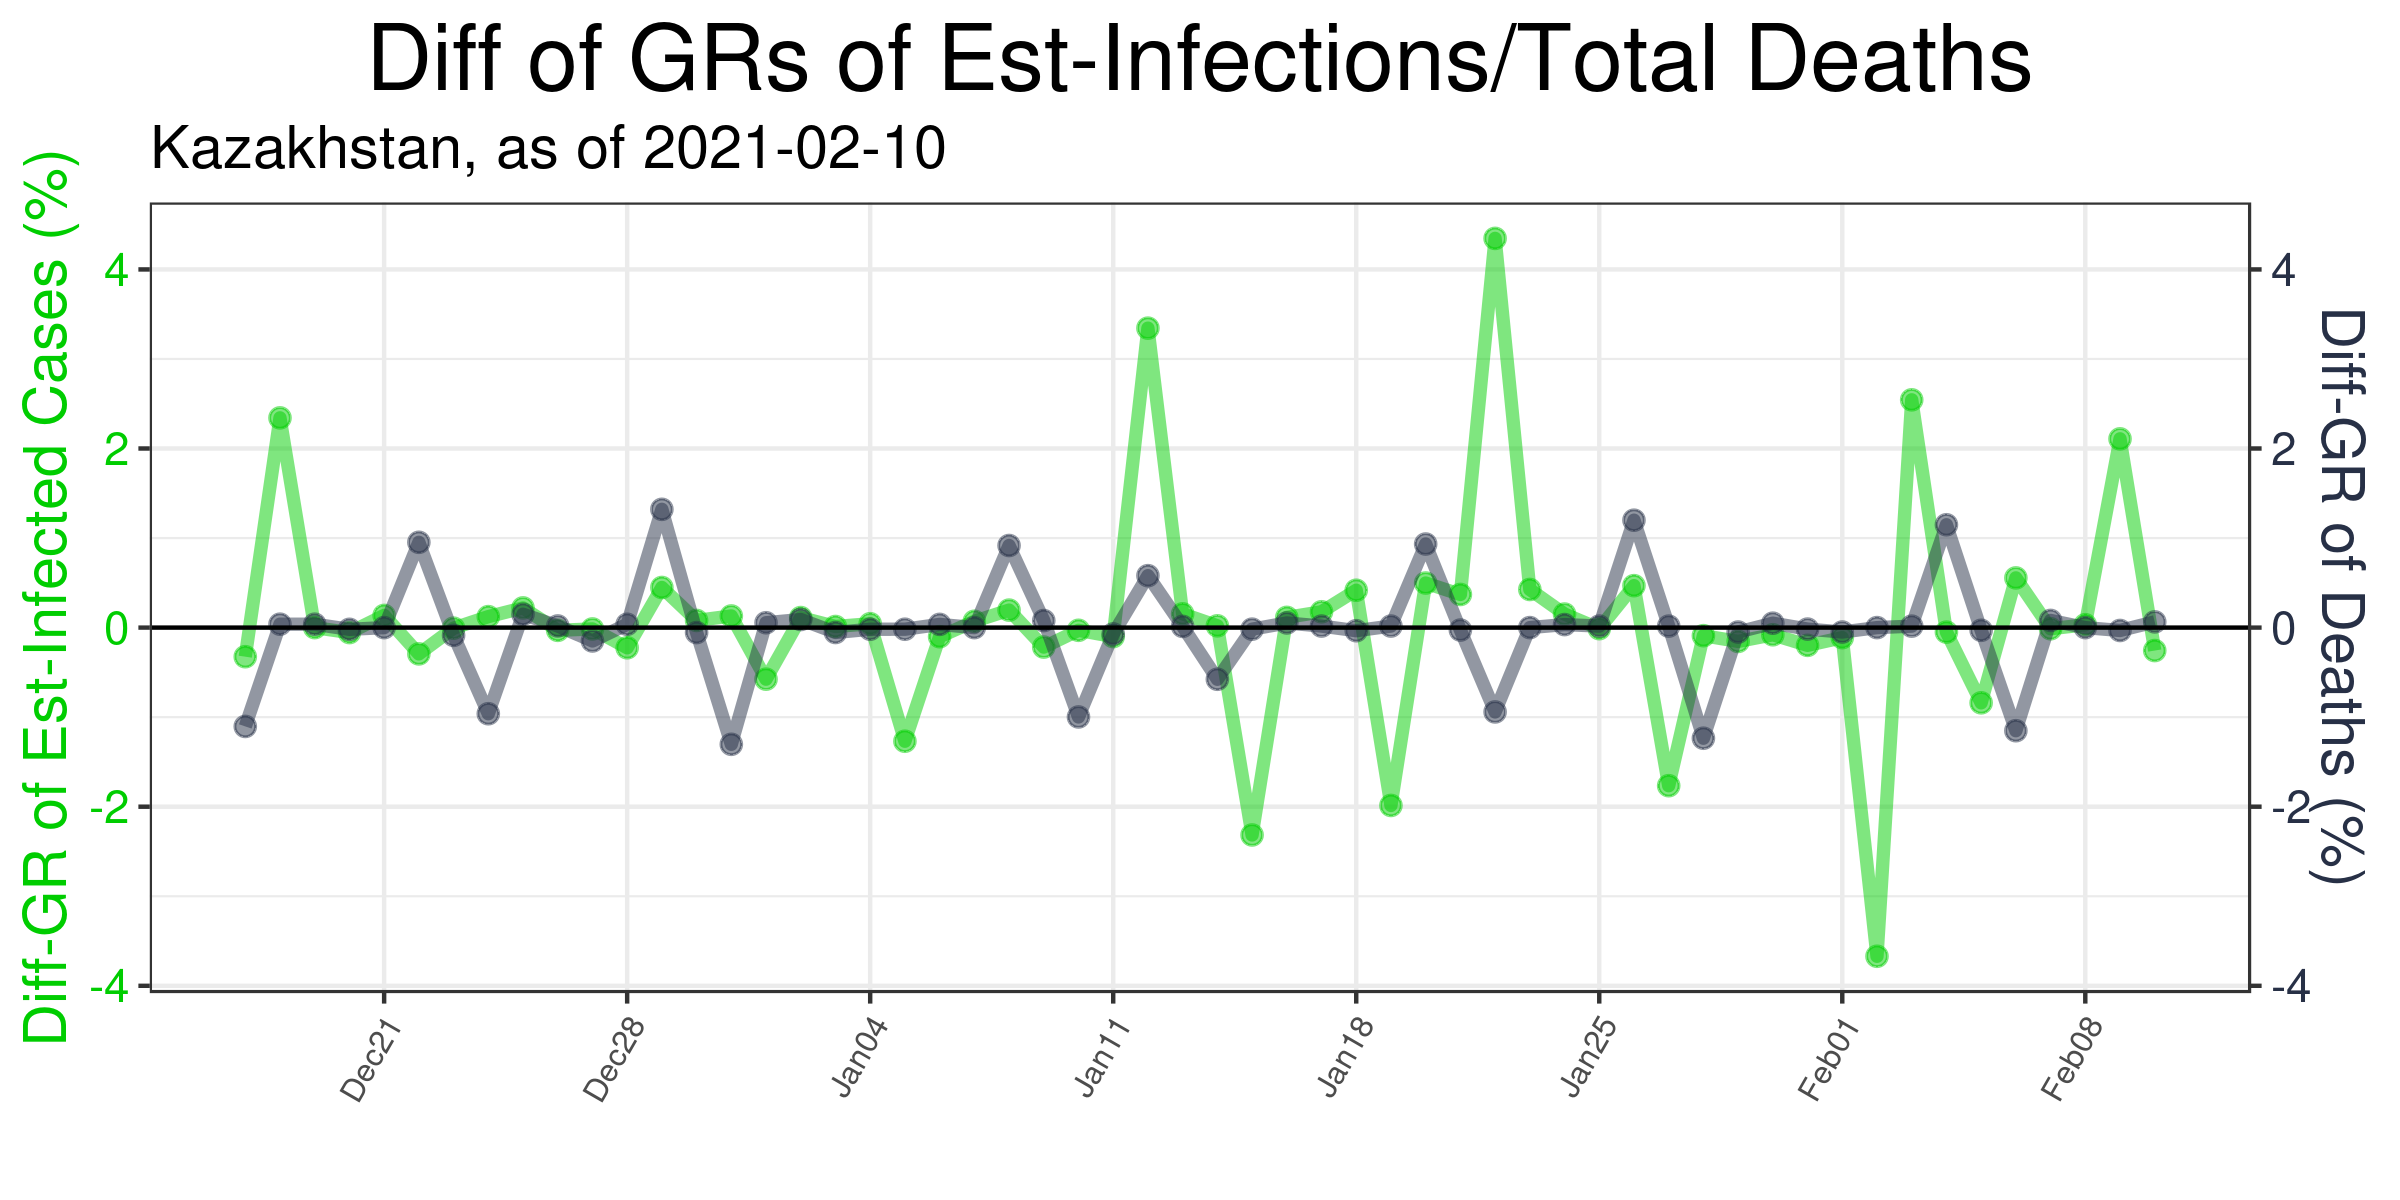 Diff of GRs of Est-Infections/Total Deaths
Kazakhstan, as of 2021-02-10
Diff-GR of Est-Infected Cases (%)
4
2
0
-2
-4
4
2
0
-2
-4
Diff-GR of Deaths (%)
Dec21
Dec28
Jan04
Jan11
Jan18
Jan25
Feb01
Feb08